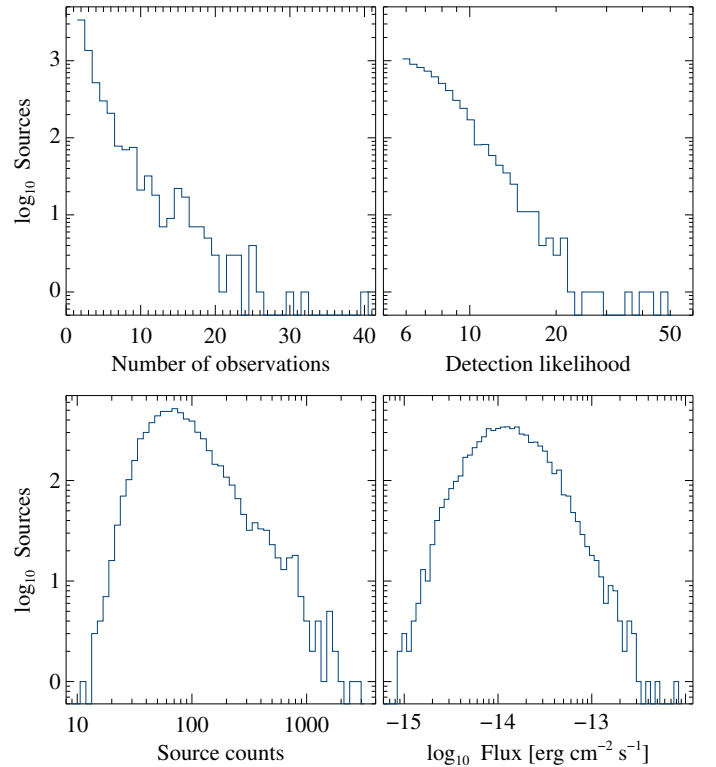 log₁₀ Sources
3
2
1
0
0 10 20 30 40
6 10 20 50
Number of observations
Detection likelihood
log₁₀ Sources
2
1
0
10 100 1000
−15 −14 −13
Source counts
log₁₀ Flux [erg cm⁻² s⁻¹]